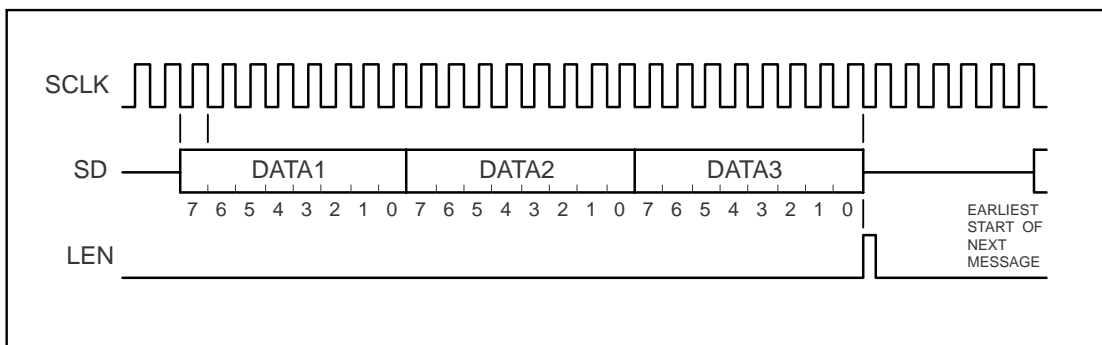 SCLK
SD
DATA1 DATA2 DATA3
7 6 5 4 3 2 1 0 7 6 5 4 3 2 1 0 7 6 5 4 3 2 1 0
EARLIEST
START OF
NEXT
MESSAGE
LEN